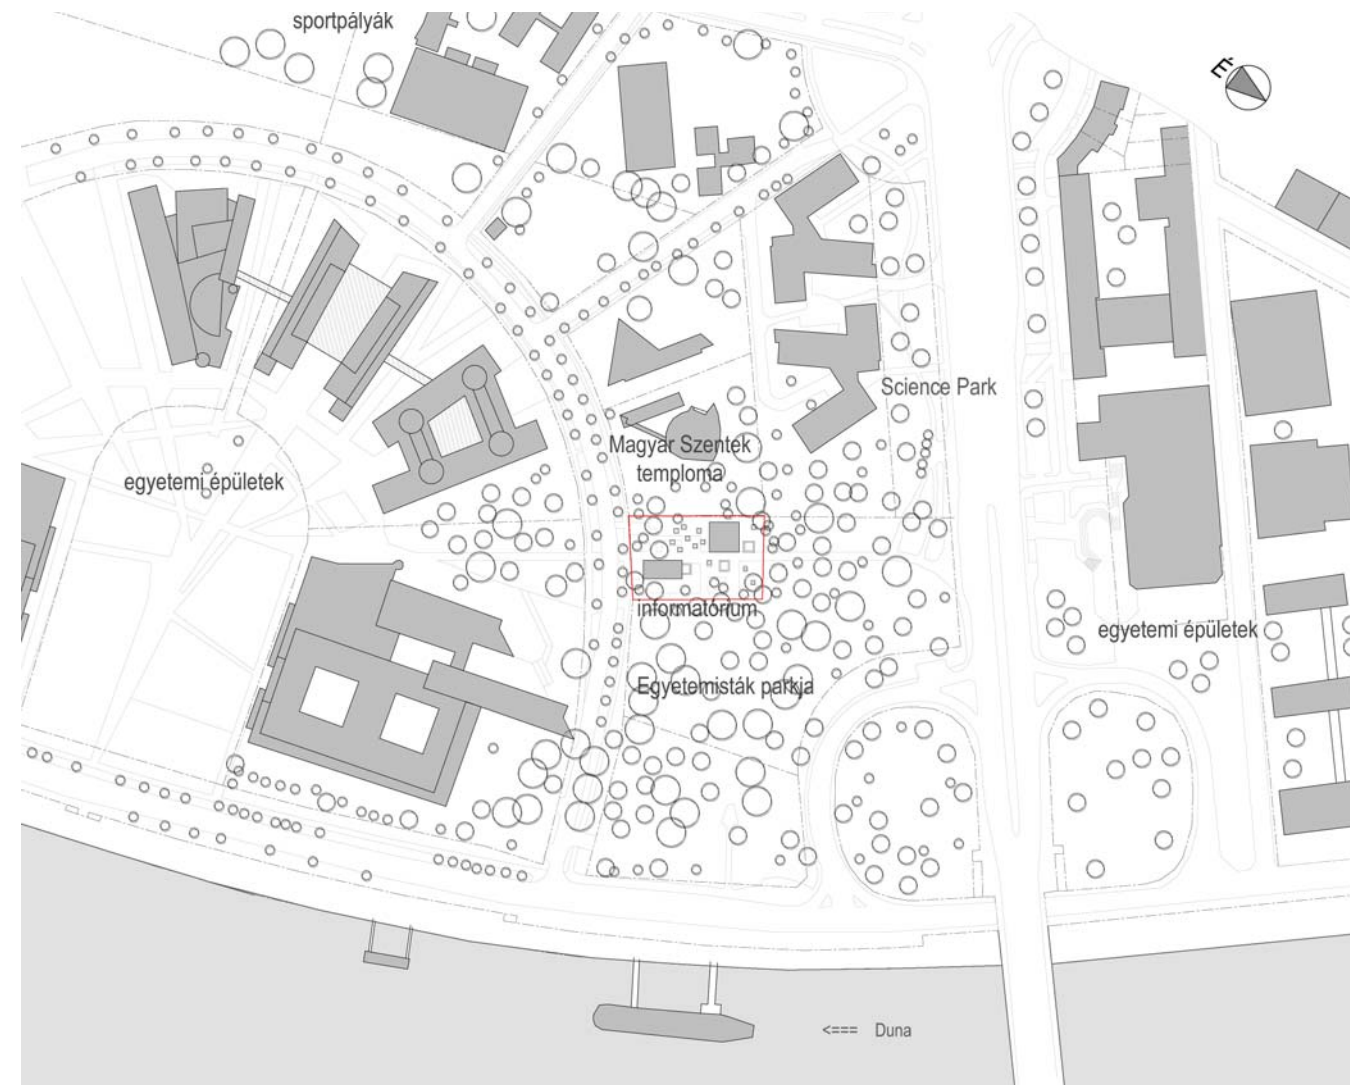 sportpályák
É
Science Park
Magyar Szentek
temploma
egyetemi épületek
informatórium
egyetemi épületek
Egyetemisták parkja
<=== Duna